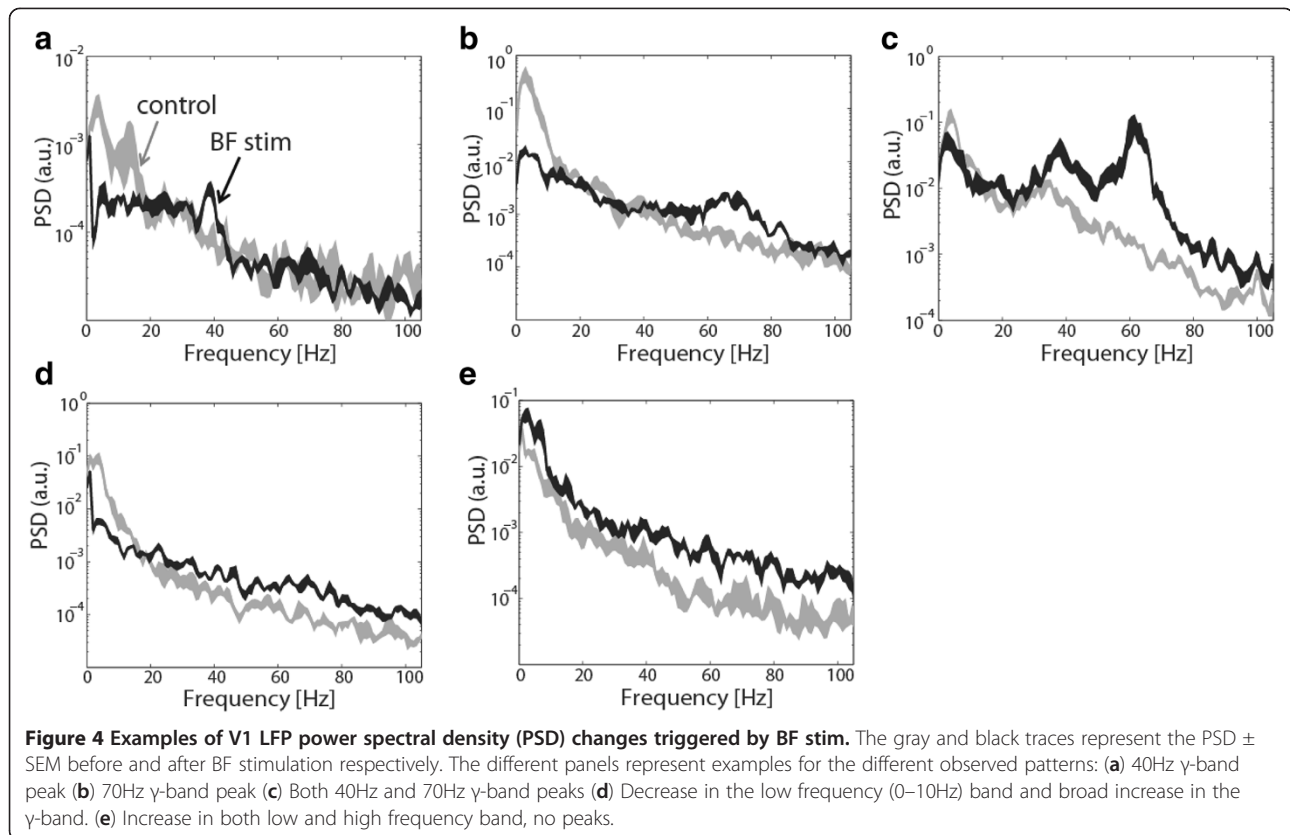 a
10⁻²
10⁻³
10⁻⁴
PSD (a.u.)
control
BF stim
0 20 40 60 80 100
Frequency [Hz]
b
10⁰
10⁻¹
10⁻²
10⁻³
10⁻⁴
PSD (a.u.)
0 20 40 60 80 100
Frequency [Hz]
c
10⁰
10⁻¹
10⁻²
10⁻³
10⁻⁴
PSD (a.u.)
0 20 40 60 80 100
Frequency [Hz]
d
10⁰
10⁻¹
10⁻²
10⁻³
10⁻⁴
PSD (a.u.)
0 20 40 60 80 100
Frequency [Hz]
e
10⁻¹
10⁻²
10⁻³
10⁻⁴
PSD (a.u.)
0 20 40 60 80 100
Frequency [Hz]
Figure 4 Examples of V1 LFP power spectral density (PSD) changes triggered by BF stim. The gray and black traces represent the PSD ±
SEM before and after BF stimulation respectively. The different panels represent examples for the different observed patterns: (a) 40Hz γ-band
peak (b) 70Hz γ-band peak (c) Both 40Hz and 70Hz γ-band peaks (d) Decrease in the low frequency (0–10Hz) band and broad increase in the
γ-band. (e) Increase in both low and high frequency band, no peaks.